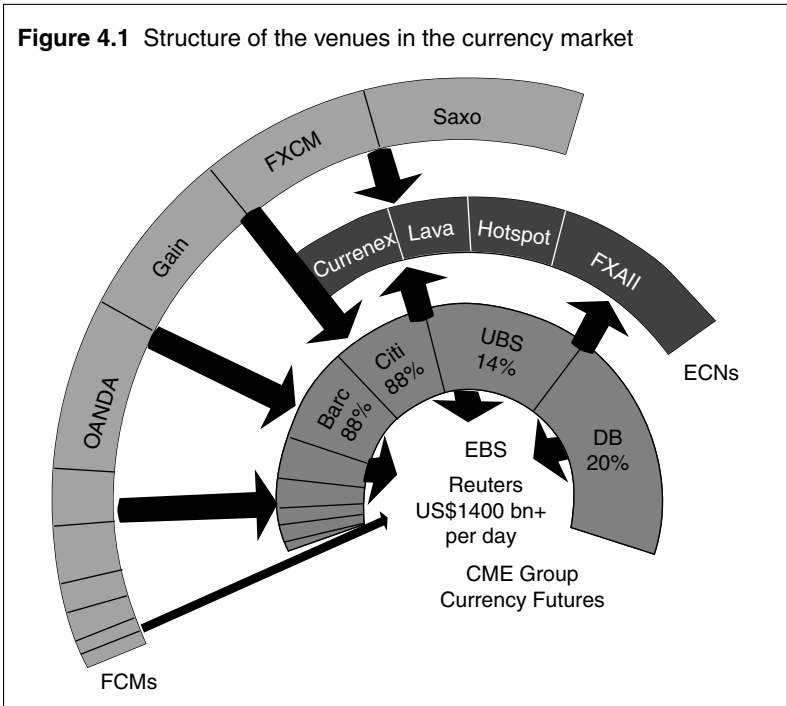 Figure 4.1 Structure of the venues in the currency market
Saxo
FXCM
Gain
OANDA
FCMs
Currenex
Lava
Hotspot
FXAll
ECNs
Barc
88%
Citi
88%
UBS
14%
DB
20%
EBS
Reuters
US$1400 bn+
per day
CME Group
Currency Futures